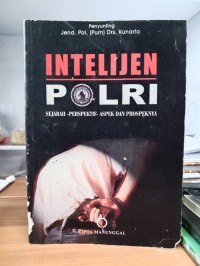 Penyunting
Jend. Pol. (Purn) Drs. Kunarto
INTELIJEN
POLRI
SEJARAH -PERSPEKTIF- ASPEK DAN PROSPEKNYA
CIPTA MANUNGGAL